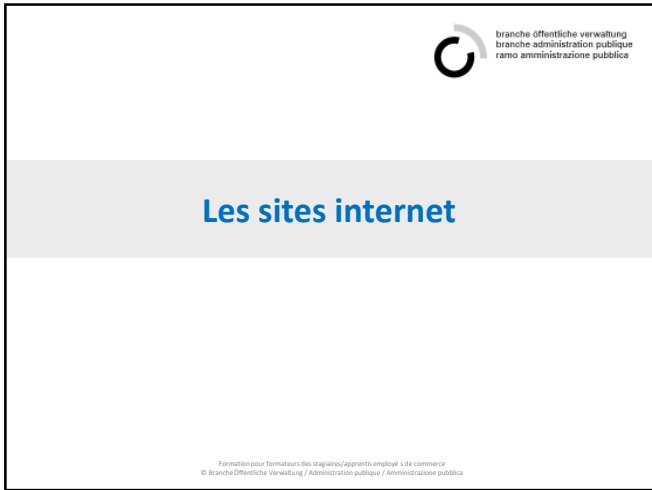 branche öffentliche verwaltung
branche administration publique
ramo amministrazione pubblica
Les sites internet
Formation pour formateurs des stagiaires/apprentis employé s de commerce
© Branche Öffentliche Verwaltung / Administration publique / Amministrazione pubblica